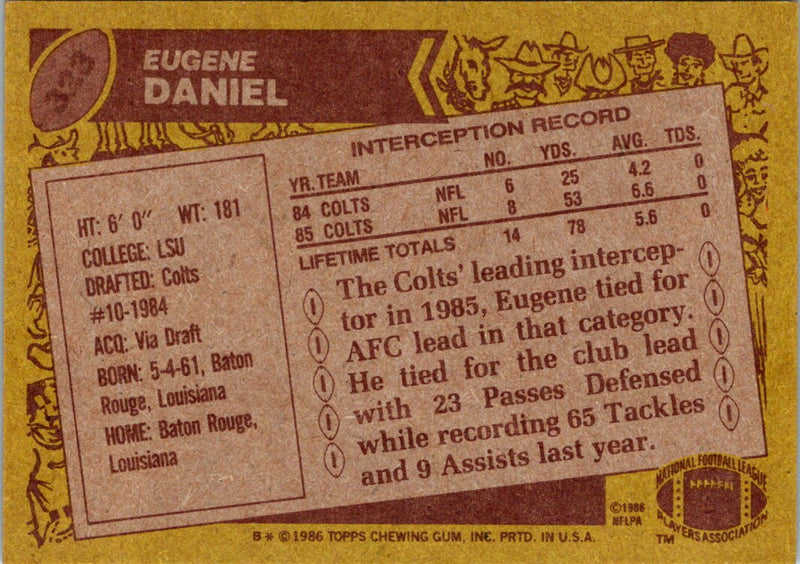 323
EUGENE
DANIEL
INTERCEPTION RECORD
YR. TEAM NO. YDS. AVG. TDS.
84 COLTS NFL 6 25 4.2 0
85 COLTS NFL 8 53 6.6 0
LIFETIME TOTALS 14 78 5.6 0
HT: 6′ 0″ WT: 181
COLLEGE: LSU
DRAFTED: Colts
#10-1984
ACQ: Via Draft
BORN: 5-4-61, Baton
Rouge, Louisiana
HOME: Baton Rouge,
Louisiana
The Colts' leading intercep-
tor in 1985, Eugene tied for
AFC lead in that category.
He tied for the club lead
with 23 Passes Defensed
while recording 65 Tackles
and 9 Assists last year.
©1986
NFLPA
NATIONAL FOOTBALL LEAGUE
PLAYERS ASSOCIATION
TM
B * © 1986 TOPPS CHEWING GUM, INC. PRTD. IN U.S.A.